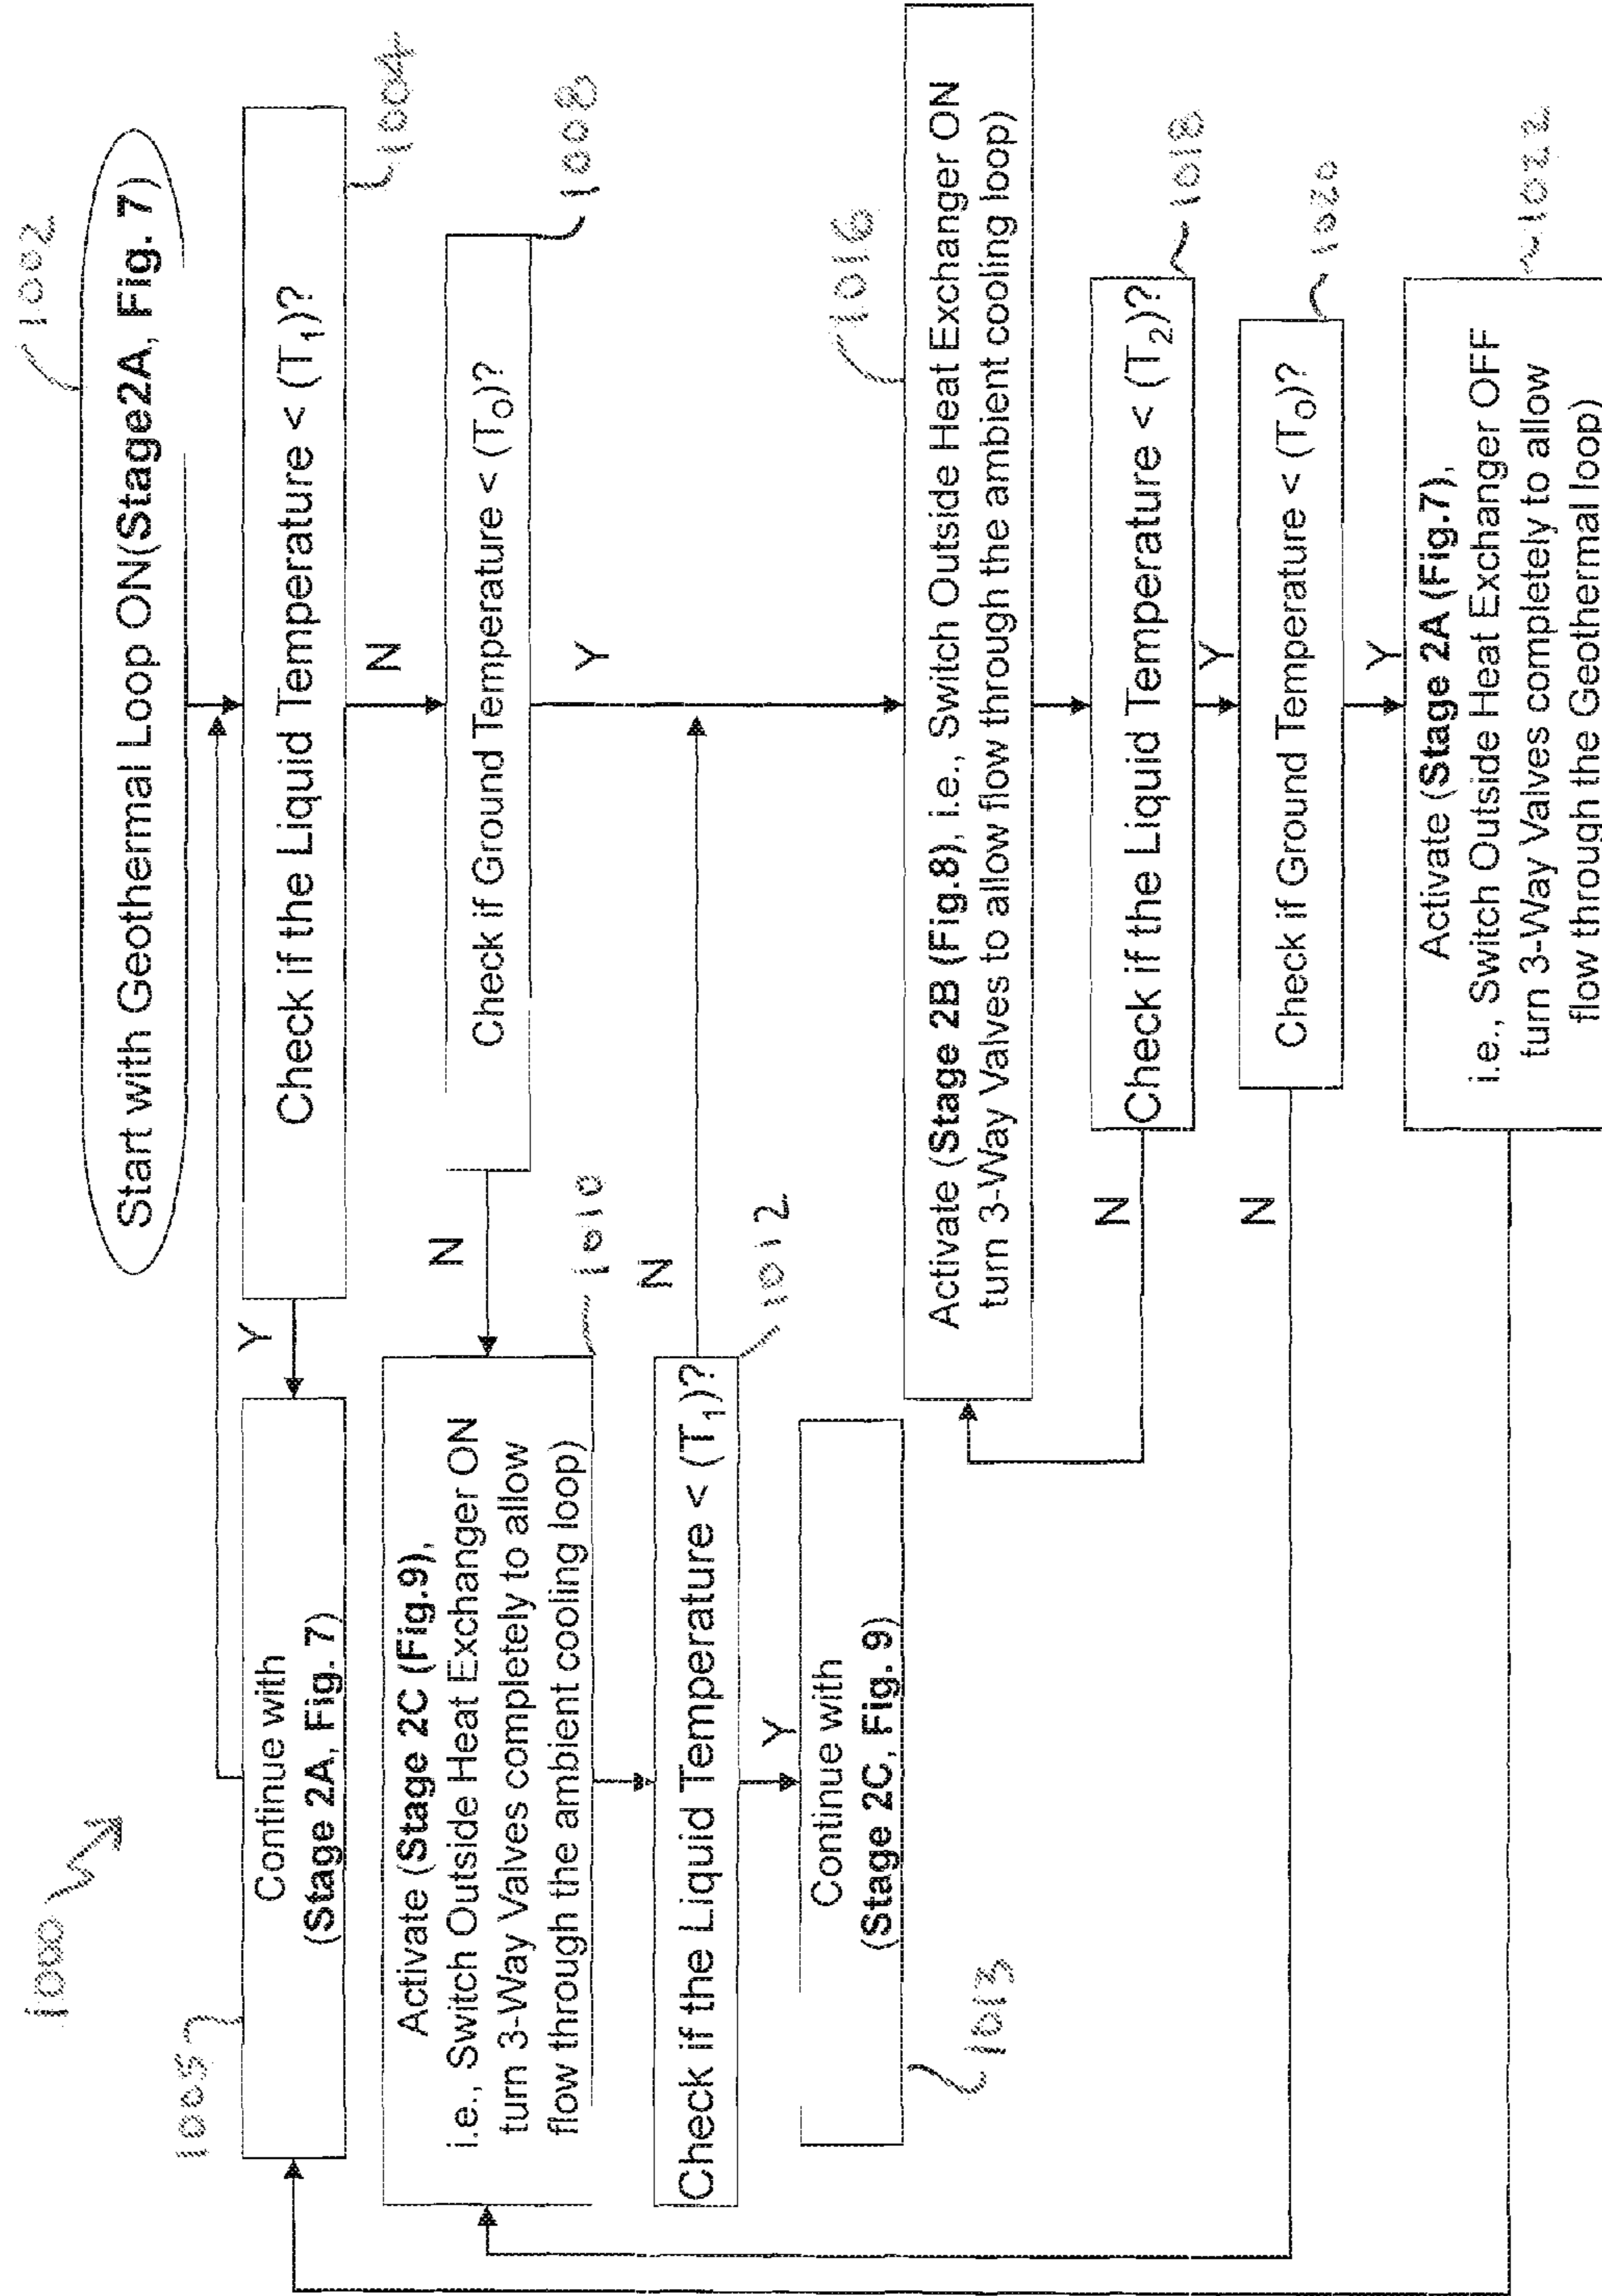 1000
1002
Start with Geothermal Loop ON(Stage2A, Fig. 7)
1004
Check if the Liquid Temperature < (T1)?
Y
1005
Continue with
(Stage 2A, Fig. 7)
N
1008
Check if Ground Temperature < (TO)?
N
Y
1010
Activate (Stage 2C (Fig.9),
i.e., Switch Outside Heat Exchanger ON
turn 3-Way Valves completely to allow
flow through the ambient cooling loop)
1012
Check if the Liquid Temperature < (T1)?
N
Y
Continue with
(Stage 2C, Fig. 9)
1013
1016
Activate (Stage 2B (Fig.8), i.e., Switch Outside Heat Exchanger ON
turn 3-Way Valves to allow flow through the ambient cooling loop)
1018
Check if the Liquid Temperature < (T2)?
N
Y
1020
Check if Ground Temperature < (TO)?
N
Y
1022
Activate (Stage 2A (Fig.7),
i.e., Switch Outside Heat Exchanger OFF
turn 3-Way Valves completely to allow
flow through the Geothermal loop)